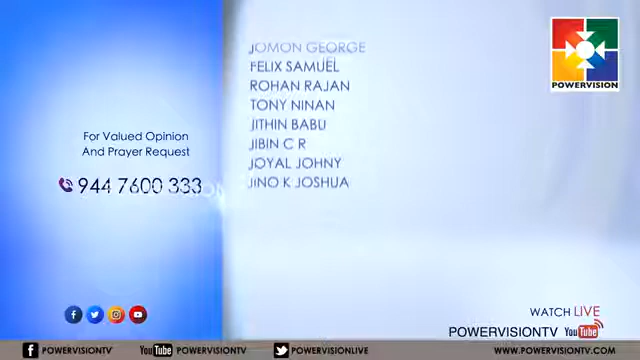 JOMON GEORGE
FELIX SAMUEL
ROHAN RAJAN
TONY NINAN
JITHIN BABU
JIBIN C R
JOYAL JOHNY
JINO K JOSHUA
POWERVISION
For Valued Opinion
And Prayer Request
944 7600 333
WATCH LIVE
POWERVISIONTV YouTube
POWERVISIONTV YouTube POWERVISIONTV POWERVISIONLIVE WWW.POWERVISIONTV.COM